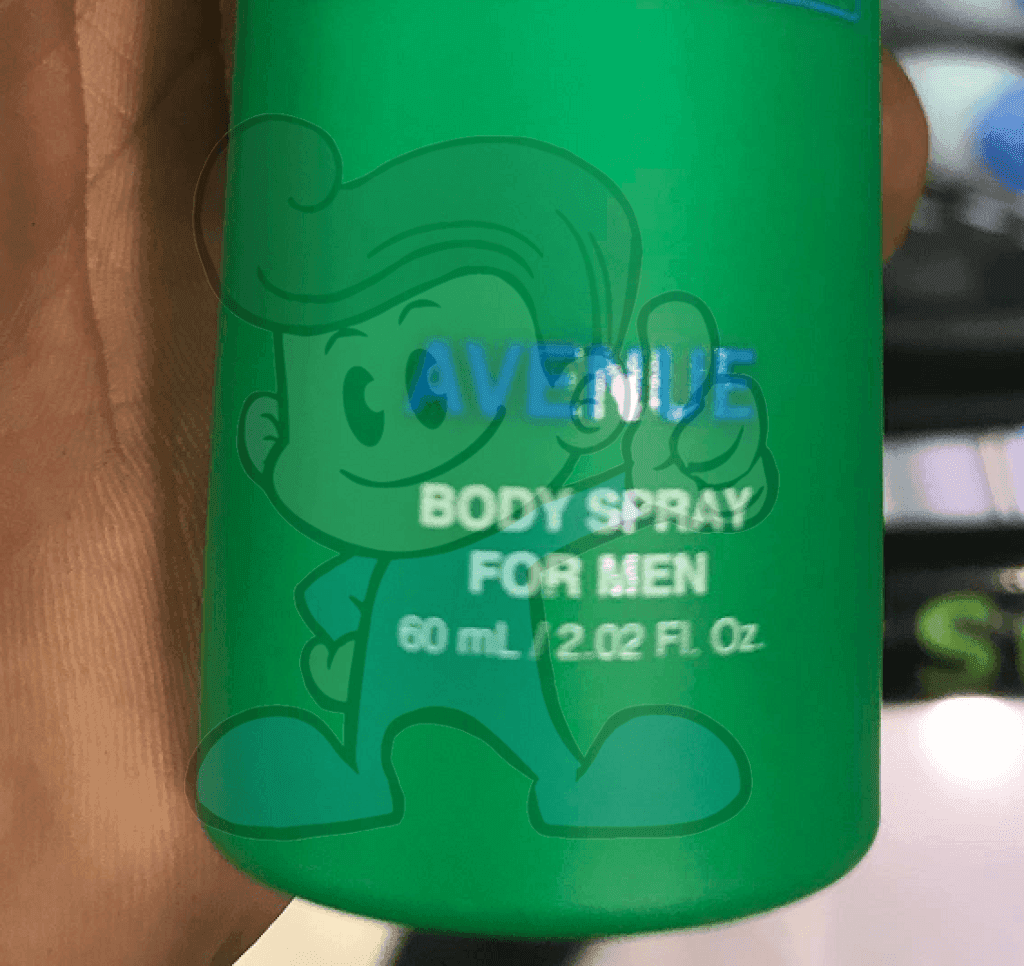 AVENUE
BODY SPRAY
FOR MEN
60 mL / 2.02 Fl. Oz.